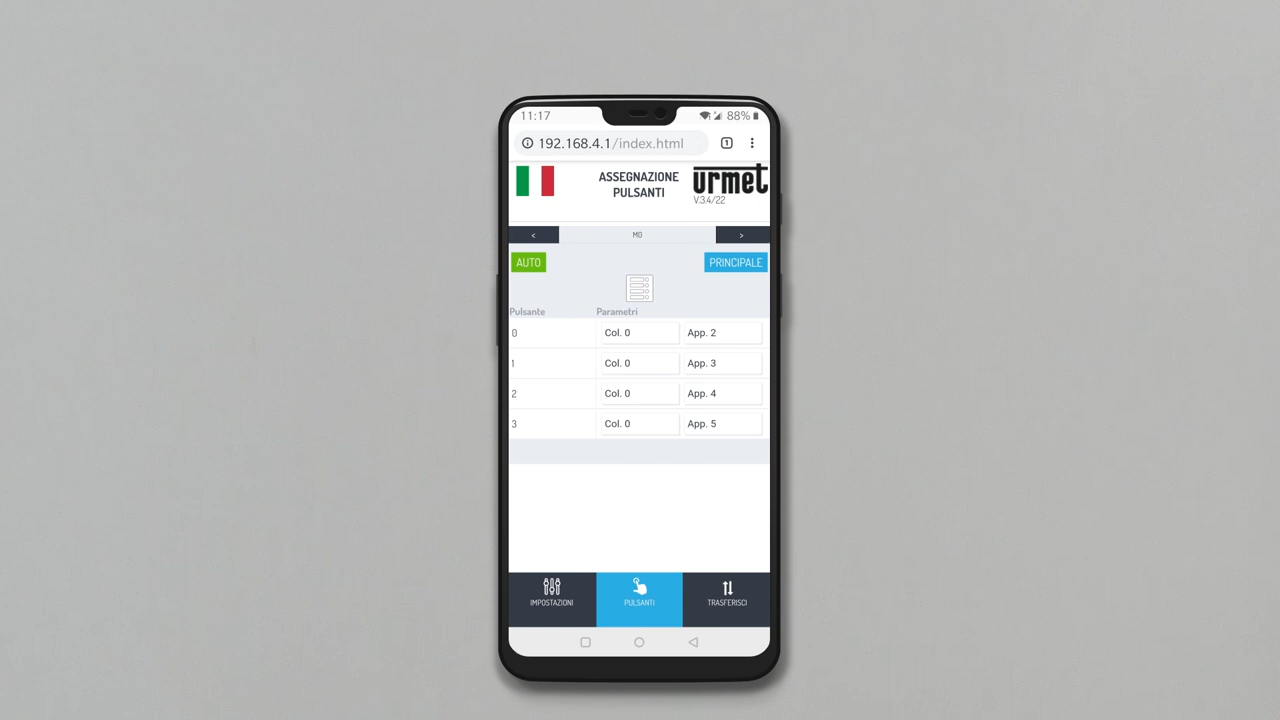 11:17 88%
192.168.4.1/index.html 1
ASSEGNAZIONE
PULSANTI
urmet
V.3.4/22
< M0 >
AUTO PRINCIPALE
Pulsante Parametri
0 Col. 0 App. 2
1 Col. 0 App. 3
2 Col. 0 App. 4
3 Col. 0 App. 5
IMPOSTAZIONI PULSANTI TRASFERISCI